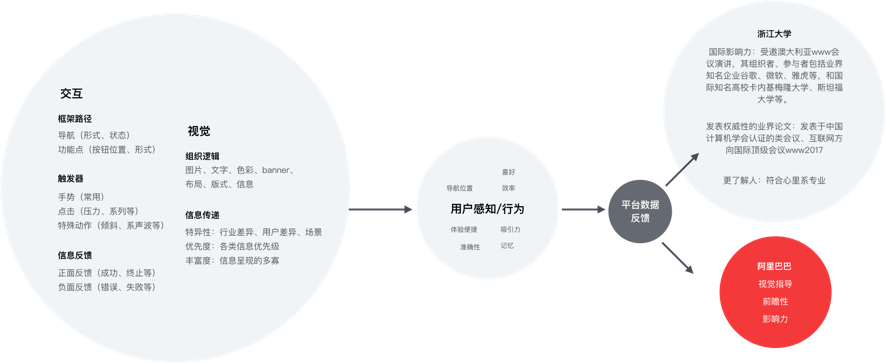 交互
框架路径
导航（形式、状态）
功能点（按钮位置、形式）
触发器
手势（常用）
点击（压力、系列等）
特殊动作（倾斜、系声波等）
信息反馈
正面反馈（成功、终止等）
负面反馈（错误、失败等）
视觉
组织逻辑
图片、文字、色彩、banner、
布局、版式、信息
信息传递
特异性：行业差异、用户差异、场景
优先度：各类信息优先级
丰富度：信息呈现的多寡
喜好
导航位置
效率
用户感知/行为
体验便捷
吸引力
准确性
记忆
平台数据
反馈
浙江大学
国际影响力：受邀澳大利亚www会
议演讲，其组织者、参与者包括业界
知名企业谷歌、微软、雅虎等，和国
际知名高校卡内基梅隆大学、斯坦福
大学等。
发表权威性的业界论文：发表于中国
计算机学会认证的类会议、互联网方
向国际顶级会议www2017
更了解人：符合心里系专业
阿里巴巴
视觉指导
前瞻性
影响力